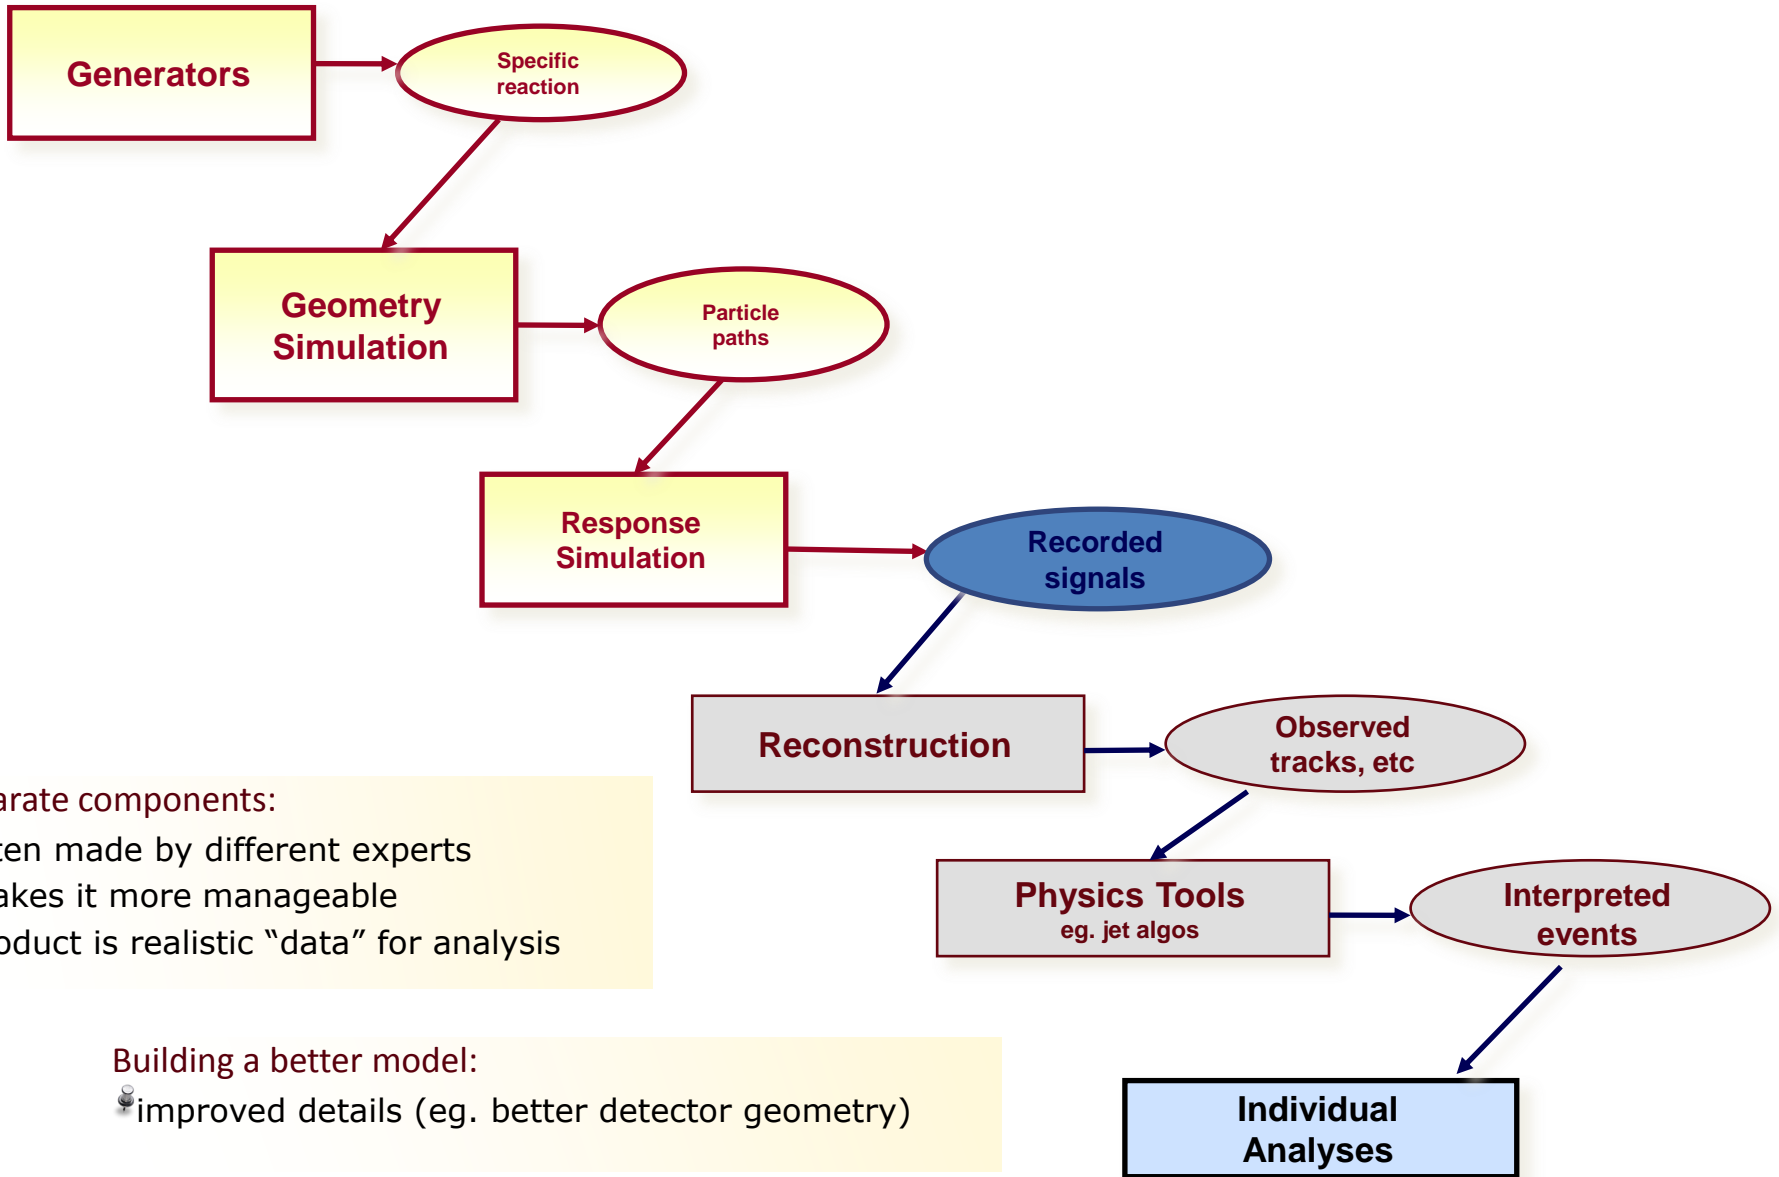 Generators
Specific
reaction
Geometry
Simulation
Particle
paths
Response
Simulation
Recorded
signals
Reconstruction
Observed
tracks, etc
arate components:
ten made by different experts
akes it more manageable
oduct is realistic “data” for analysis
Physics Tools
eg. jet algos
Interpreted
events
Building a better model:
improved details (eg. better detector geometry)
Individual
Analyses